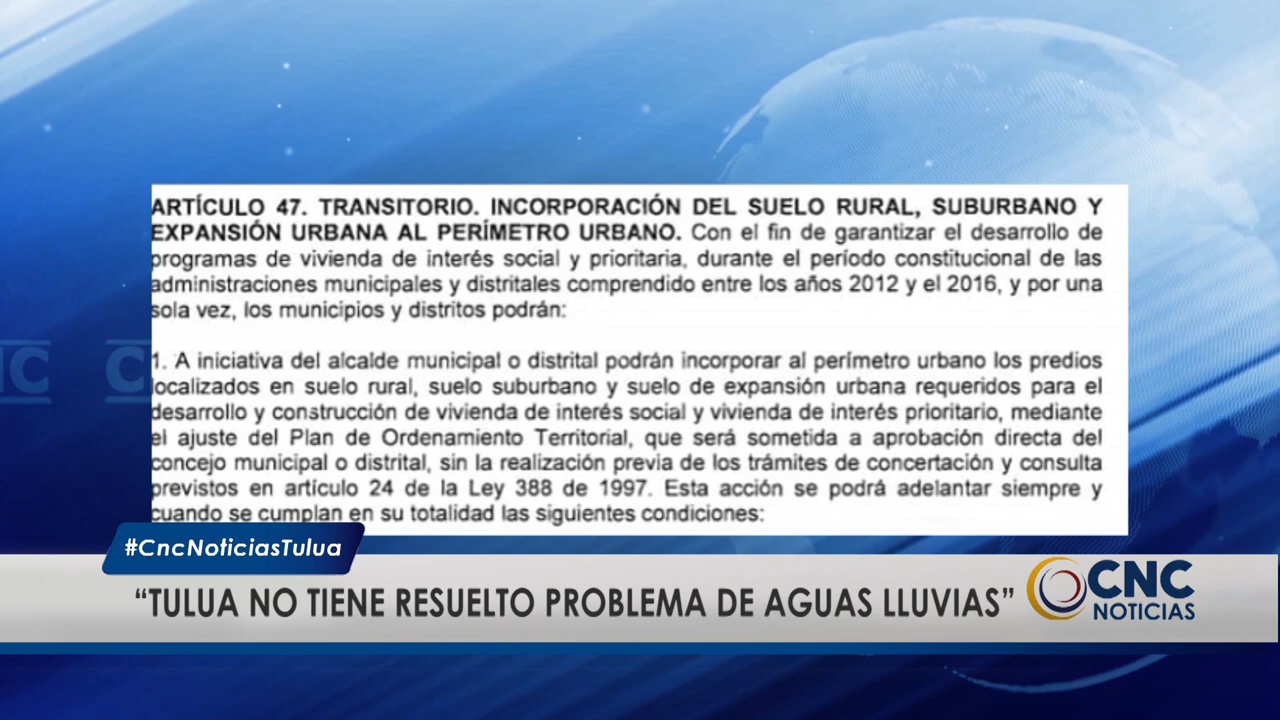 ARTÍCULO 47. TRANSITORIO. INCORPORACIÓN DEL SUELO RURAL, SUBURBANO Y
EXPANSIÓN URBANA AL PERÍMETRO URBANO. Con el fin de garantizar el desarrollo de
programas de vivienda de interés social y prioritaria, durante el período constitucional de las
administraciones municipales y distritales comprendido entre los años 2012 y el 2016, y por una
sola vez, los municipios y distritos podrán:
1. A iniciativa del alcalde municipal o distrital podrán incorporar al perímetro urbano los predios
localizados en suelo rural, suelo suburbano y suelo de expansión urbana requeridos para el
desarrollo y construcción de vivienda de interés social y vivienda de interés prioritario, mediante
el ajuste del Plan de Ordenamiento Territorial, que será sometida a aprobación directa del
concejo municipal o distrital, sin la realización previa de los trámites de concertación y consulta
previstos en artículo 24 de la Ley 388 de 1997. Esta acción se podrá adelantar siempre y
cuando se cumplan en su totalidad las siguientes condiciones:
#CncNoticiasTulua
“TULUA NO TIENE RESUELTO PROBLEMA DE AGUAS LLUVIAS”
CNC
NOTICIAS